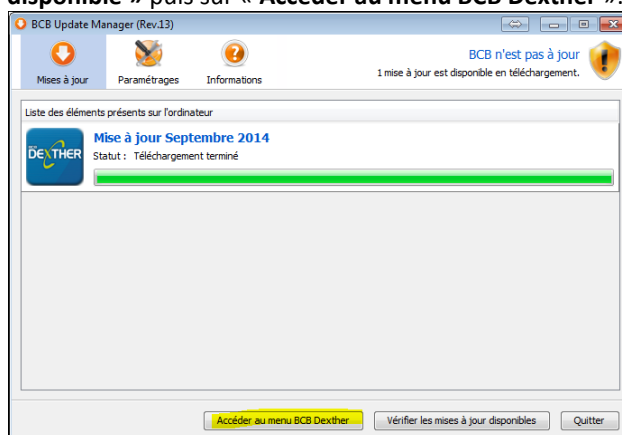 disponible » puis sur « Accéder au menu BCB Dexther ».
BCB Update Manager (Rev.13)
Mises à jour
Paramétrages
Informations
BCB n'est pas à jour
1 mise à jour est disponible en téléchargement.
Liste des éléments présents sur l'ordinateur
DEXTHER
Mise à jour Septembre 2014
Statut : Téléchargement terminé
Accéder au menu BCB Dexther
Vérifier les mises à jour disponibles
Quitter